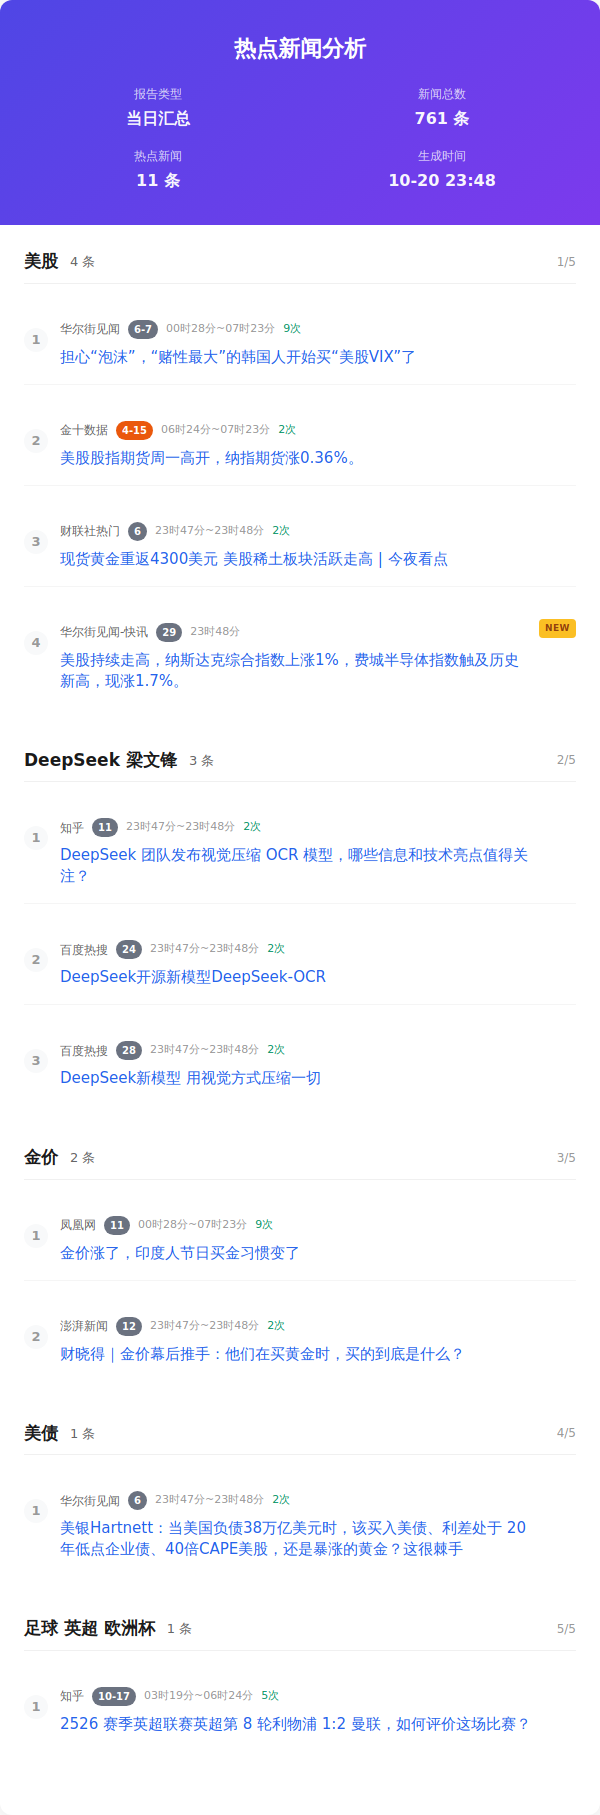 热点新闻分析
报告类型
当日汇总
新闻总数
761 条
热点新闻
11 条
生成时间
10-20 23:48
美股 4 条 1/5
1
华尔街见闻 6-7 00时28分~07时23分 9次
担心“泡沫”，“赌性最大”的韩国人开始买“美股VIX”了
2
金十数据 4-15 06时24分~07时23分 2次
美股股指期货周一高开，纳指期货涨0.36%。
3
财联社热门 6 23时47分~23时48分 2次
现货黄金重返4300美元 美股稀土板块活跃走高 | 今夜看点
4
华尔街见闻-快讯 29 23时48分 NEW
美股持续走高，纳斯达克综合指数上涨1%，费城半导体指数触及历史
新高，现涨1.7%。
DeepSeek 梁文锋 3 条 2/5
1
知乎 11 23时47分~23时48分 2次
DeepSeek 团队发布视觉压缩 OCR 模型，哪些信息和技术亮点值得关
注？
2
百度热搜 24 23时47分~23时48分 2次
DeepSeek开源新模型DeepSeek-OCR
3
百度热搜 28 23时47分~23时48分 2次
DeepSeek新模型 用视觉方式压缩一切
金价 2 条 3/5
1
凤凰网 11 00时28分~07时23分 9次
金价涨了，印度人节日买金习惯变了
2
澎湃新闻 12 23时47分~23时48分 2次
财晓得｜金价幕后推手：他们在买黄金时，买的到底是什么？
美债 1 条 4/5
1
华尔街见闻 6 23时47分~23时48分 2次
美银Hartnett：当美国负债38万亿美元时，该买入美债、利差处于 20
年低点企业债、40倍CAPE美股，还是暴涨的黄金？这很棘手
足球 英超 欧洲杯 1 条 5/5
1
知乎 10-17 03时19分~06时24分 5次
2526 赛季英超联赛英超第 8 轮利物浦 1:2 曼联，如何评价这场比赛？